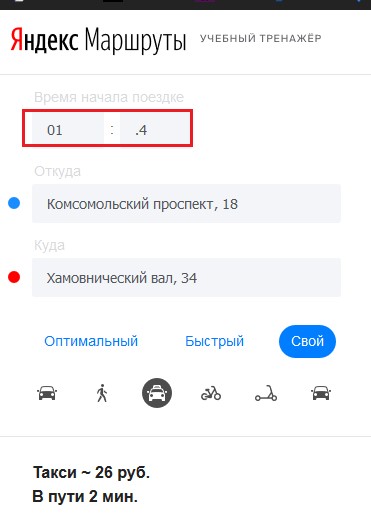 Яндекс Маршруты УЧЕБНЫЙ ТРЕНАЖЁР
Время начала поездке
01 : .4
Откуда
Комсомольский проспект, 18
Куда
Хамовнический вал, 34
Оптимальный Быстрый Свой
Такси ~ 26 руб.
В пути 2 мин.